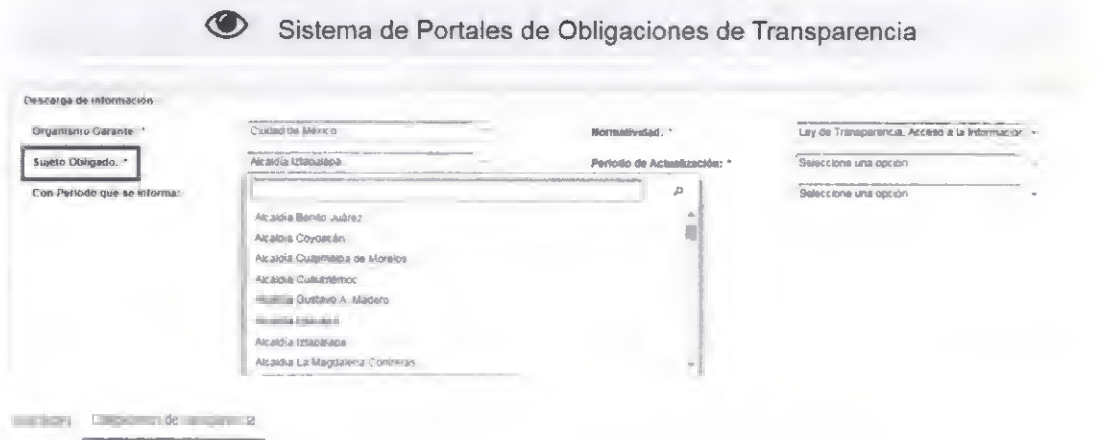 Sistema de Portales de Obligaciones de Transparencia
Descarga de información
Organismo Garante: *
Ciudad de México
Normatividad. *
Ley de Transparencia, Acceso a la Informacior
Sujeto Obligado. *
Alcaldía Iztapalapa
Periodo de Actualización: *
Seleccione una opción
Con Periodo que se informa:
Seleccione una opción
Alcaldía Benito Juárez
Alcaldía Coyoacán
Alcaldía Cuajimalpa de Morelos
Alcaldía Cuauhtémoc
Gustavo A. Madero
Alcaldía Iztapalapa
Alcaldía La Magdalena Contreras
Obligaciones de Transparencia